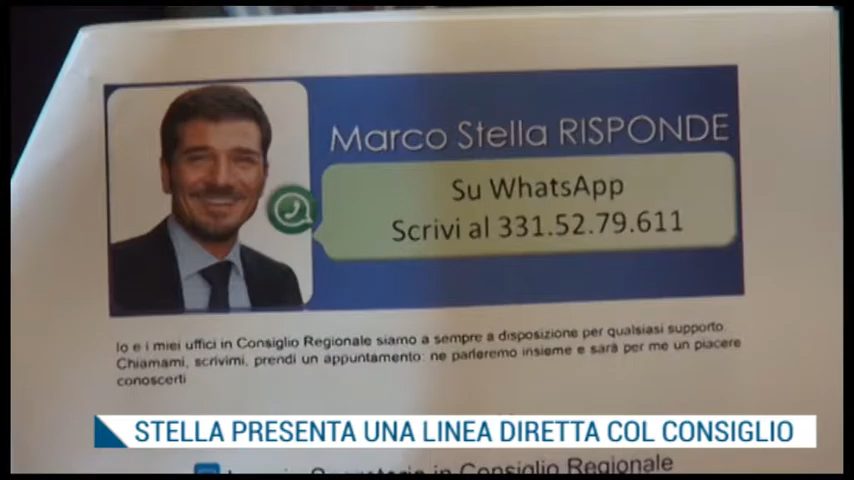 Marco Stella RISPONDE
Su WhatsApp
Scrivi al 331.52.79.611
Io e i miei uffici in Consiglio Regionale siamo a sempre a disposizione per qualsiasi supporto.
Chiamami, scrivimi, prendi un appuntamento: ne parleremo insieme e sarà per me un piacere
conoscerti
STELLA PRESENTA UNA LINEA DIRETTA COL CONSIGLIO
in Consiglio Regionale